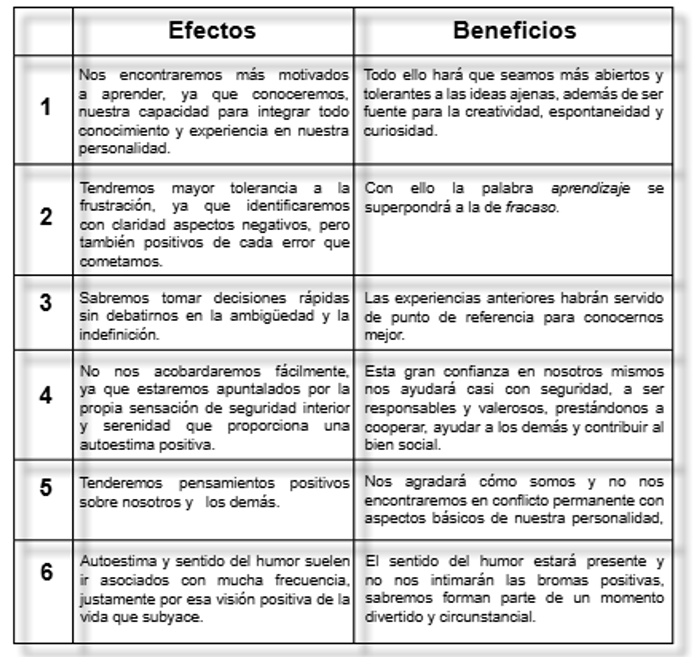 Efectos
Beneficios
1
Nos encontraremos más motivados
a aprender, ya que conoceremos,
nuestra capacidad para integrar todo
conocimiento y experiencia en nuestra
personalidad.
Todo ello hará que seamos más abiertos y
tolerantes a las ideas ajenas, además de ser
fuente para la creatividad, espontaneidad y
curiosidad.
2
Tendremos mayor tolerancia a la
frustración, ya que identificaremos
con claridad aspectos negativos, pero
también positivos de cada error que
cometamos.
Con ello la palabra aprendizaje se
superpondrá a la de fracaso.
3
Sabremos tomar decisiones rápidas
sin debatirnos en la ambigüedad y la
indefinición.
Las experiencias anteriores habrán servido
de punto de referencia para conocernos
mejor.
4
No nos acobardaremos fácilmente,
ya que estaremos apuntalados por la
propia sensación de seguridad interior
y serenidad que proporciona una
autoestima positiva.
Esta gran confianza en nosotros mismos
nos ayudará casi con seguridad, a ser
responsables y valerosos, prestándonos a
cooperar, ayudar a los demás y contribuir al
bien social.
5
Tenderemos pensamientos positivos
sobre nosotros y los demás.
Nos agradará cómo somos y no nos
encontraremos en conflicto permanente con
aspectos básicos de nuestra personalidad,
6
Autoestima y sentido del humor suelen
ir asociados con mucha frecuencia,
justamente por esa visión positiva de la
vida que subyace.
El sentido del humor estará presente y
no nos intimarán las bromas positivas,
sabremos forman parte de un momento
divertido y circunstancial.